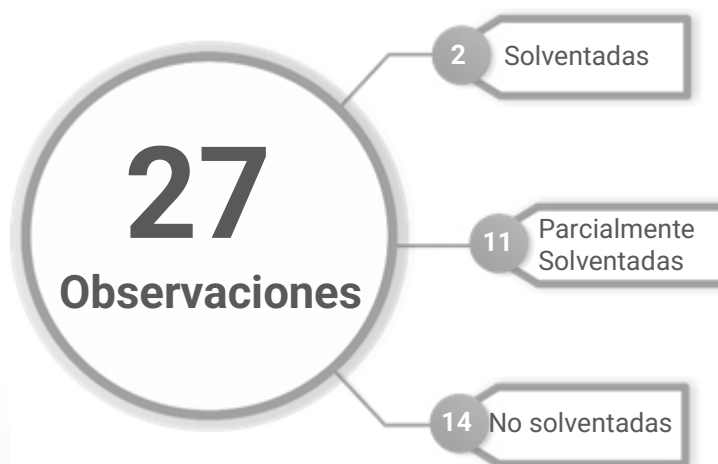 27
Observaciones
2
Solventadas
11
Parcialmente
Solventadas
14
No solventadas